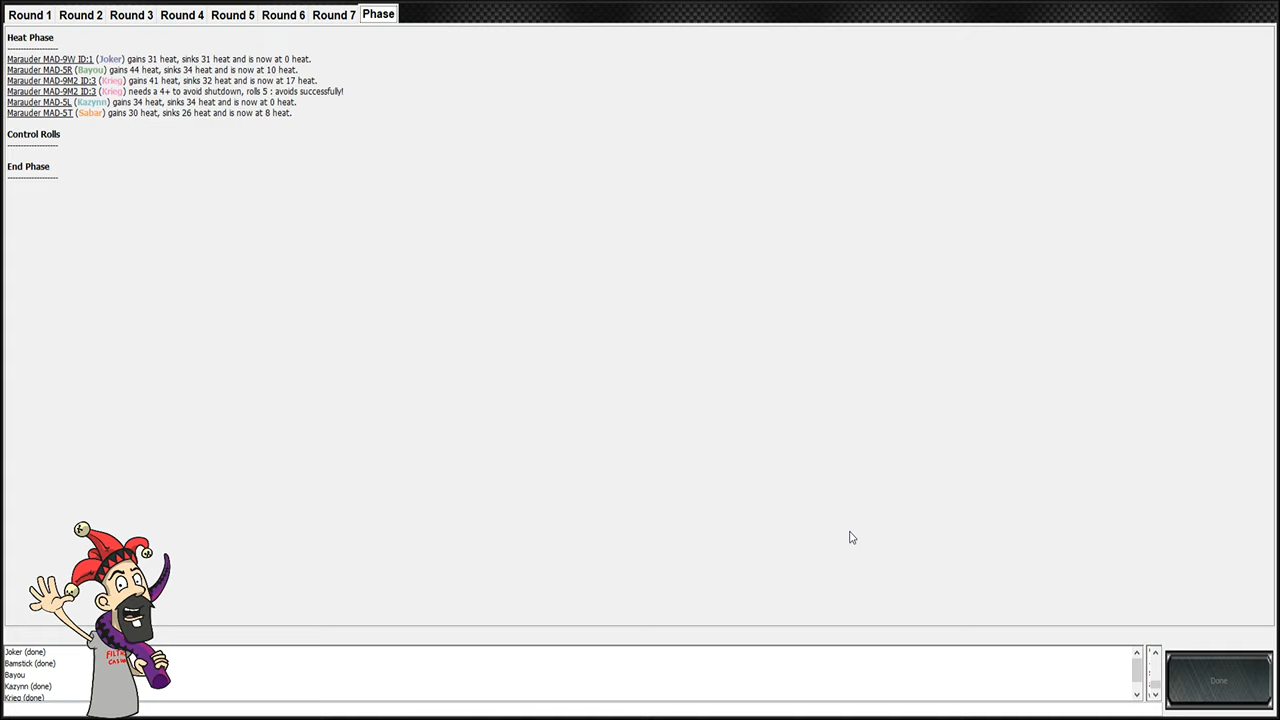 Round 1 Round 2 Round 3 Round 4 Round 5 Round 6 Round 7 Phase
Heat Phase
-------------------
Marauder MAD-9W ID:1 (Joker) gains 31 heat, sinks 31 heat and is now at 0 heat.
Marauder MAD-5R (Bayou) gains 44 heat, sinks 34 heat and is now at 10 heat.
Marauder MAD-9M2 ID:3 (Krieg) gains 41 heat, sinks 32 heat and is now at 17 heat.
Marauder MAD-9M2 ID:3 (Krieg) needs a 4+ to avoid shutdown, rolls 5 : avoids successfully!
Marauder MAD-5L (Kazynn) gains 34 heat, sinks 34 heat and is now at 0 heat.
Marauder MAD-5T (Sabar) gains 30 heat, sinks 26 heat and is now at 8 heat.
Control Rolls
-------------------
End Phase
-------------------
Joker (done)
Bamstick (done)
Bayou
Kazynn (done)
Krieg (done)
Done